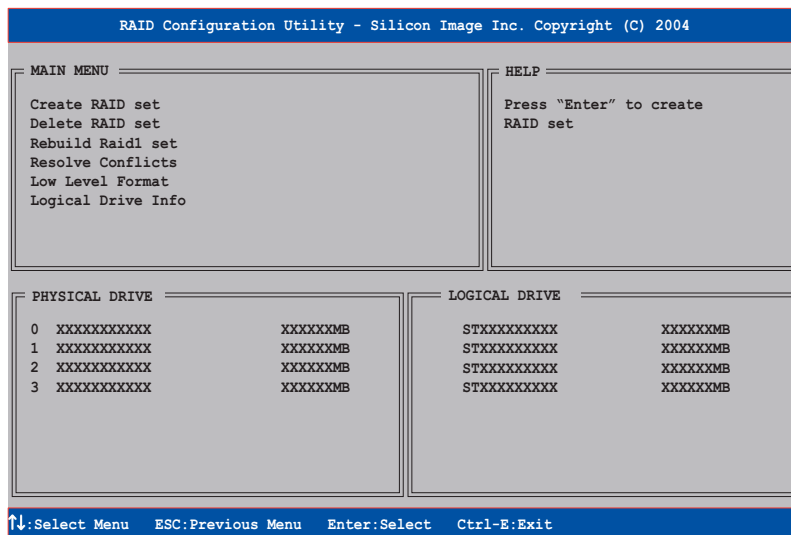 RAID Configuration Utility - Silicon Image Inc. Copyright (C) 2004
MAIN MENU
Create RAID set
Delete RAID set
Rebuild Raid1 set
Resolve Conflicts
Low Level Format
Logical Drive Info
HELP
Press “Enter” to create
RAID set
PHYSICAL DRIVE
0 XXXXXXXXXXX XXXXXXMB
1 XXXXXXXXXXX XXXXXXMB
2 XXXXXXXXXXX XXXXXXMB
3 XXXXXXXXXXX XXXXXXMB
LOGICAL DRIVE
STXXXXXXXXX XXXXXXMB
STXXXXXXXXX XXXXXXMB
STXXXXXXXXX XXXXXXMB
STXXXXXXXXX XXXXXXMB
↑↓:Select Menu ESC:Previous Menu Enter:Select Ctrl-E:Exit